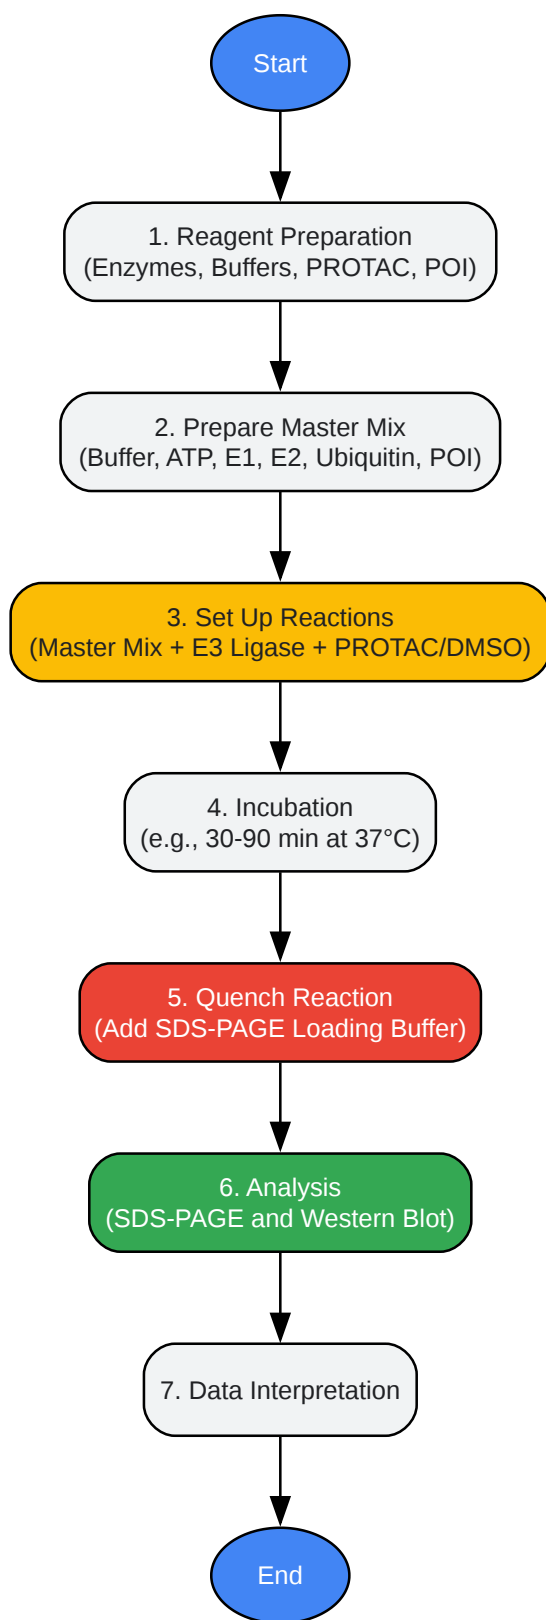 Start
1. Reagent Preparation
(Enzymes, Buffers, PROTAC, POI)
2. Prepare Master Mix
(Buffer, ATP, E1, E2, Ubiquitin, POI)
3. Set Up Reactions
(Master Mix + E3 Ligase + PROTAC/DMSO)
4. Incubation
(e.g., 30-90 min at 37°C)
5. Quench Reaction
(Add SDS-PAGE Loading Buffer)
6. Analysis
(SDS-PAGE and Western Blot)
7. Data Interpretation
End